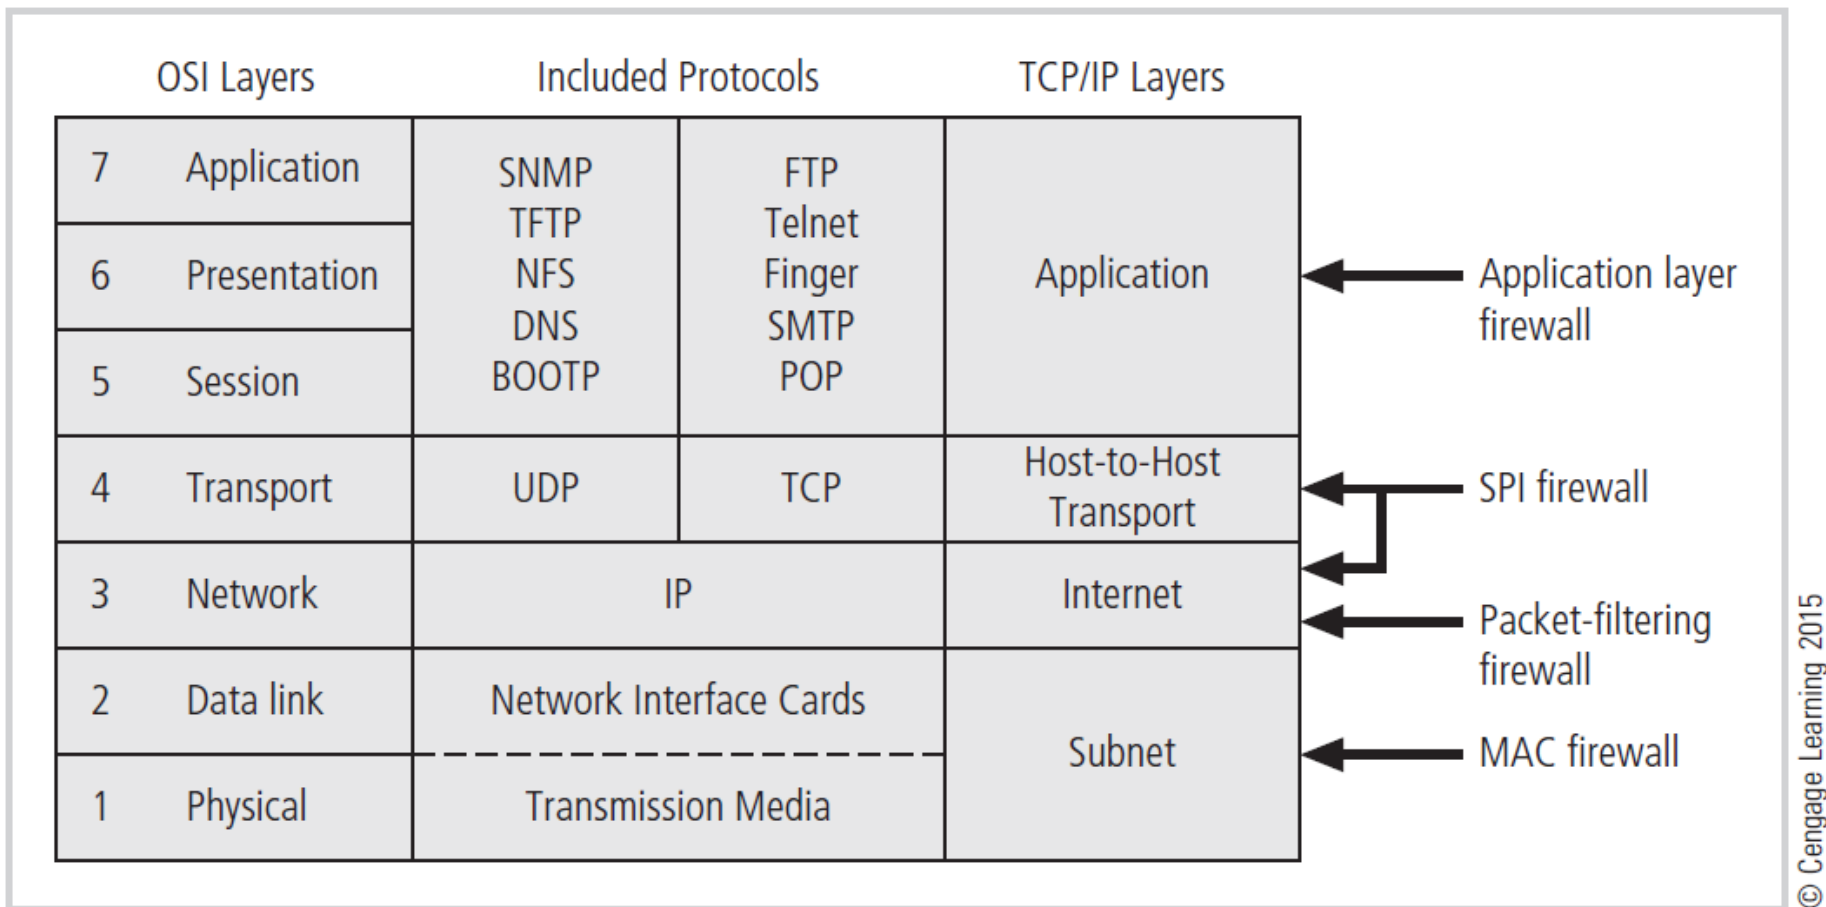 OSI Layers Included Protocols TCP/IP Layers
7 Application
6 Presentation
5 Session
SNMP
TFTP
NFS
DNS
BOOTP
FTP
Telnet
Finger
SMTP
POP
Application
Application layer
firewall
4 Transport UDP TCP
Host-to-Host
Transport
SPI firewall
3 Network IP Internet
Packet-filtering
firewall
2 Data link Network Interface Cards
1 Physical Transmission Media
Subnet
MAC firewall
© Cengage Learning 2015